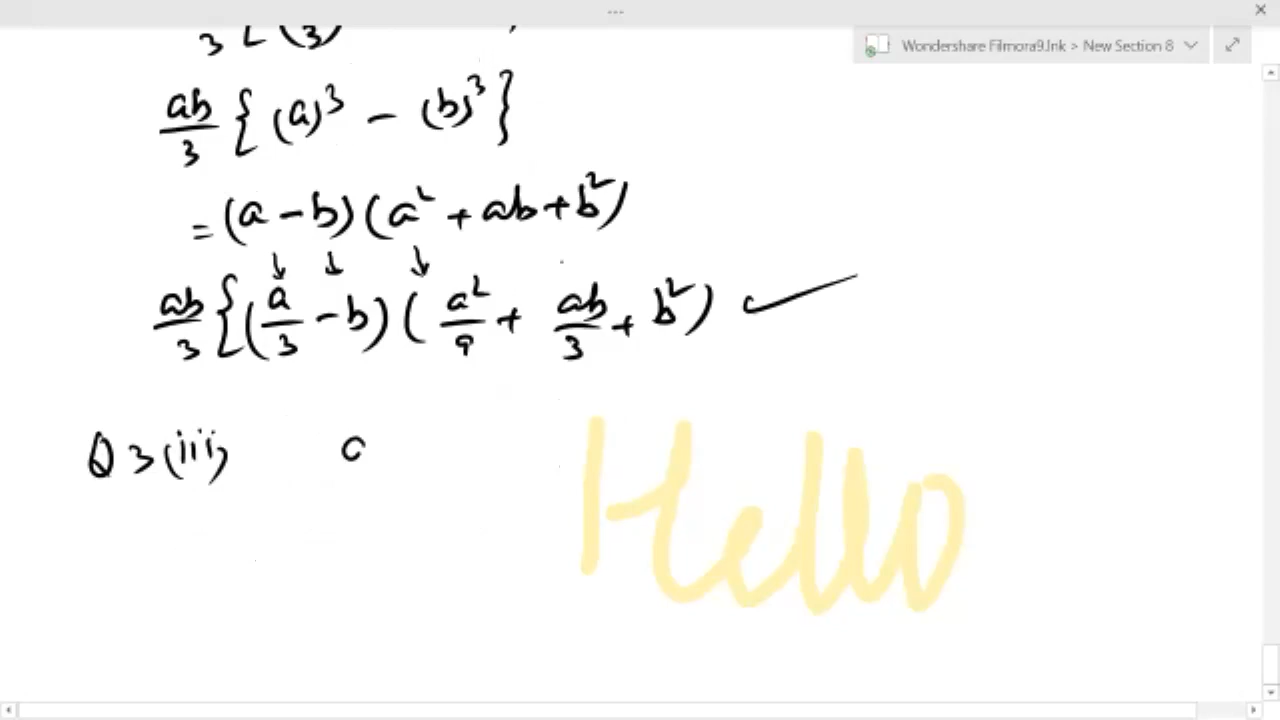 ...
Wondershare Filmora9.lnk > New Section 8
ab/3 { (a)³ - (b)³ }
= (a - b) (a² + ab + b²)
↓ ↓ ↓
ab/3 { (a/3 - b) ( a²/9 + ab/3 + b² ) ✓
Q 3 (iii) a
Hello